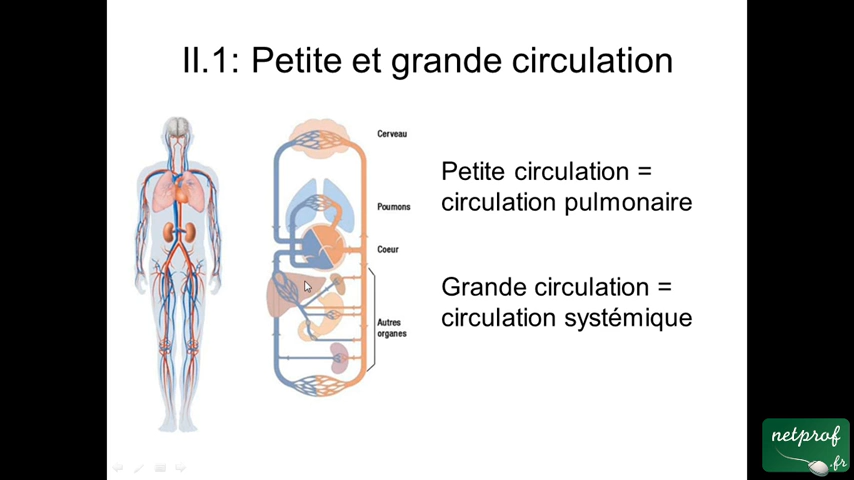 II.1: Petite et grande circulation
Cerveau
Poumons
Coeur
Autres
organes
Petite circulation =
circulation pulmonaire
Grande circulation =
circulation systémique
netprof
.fr